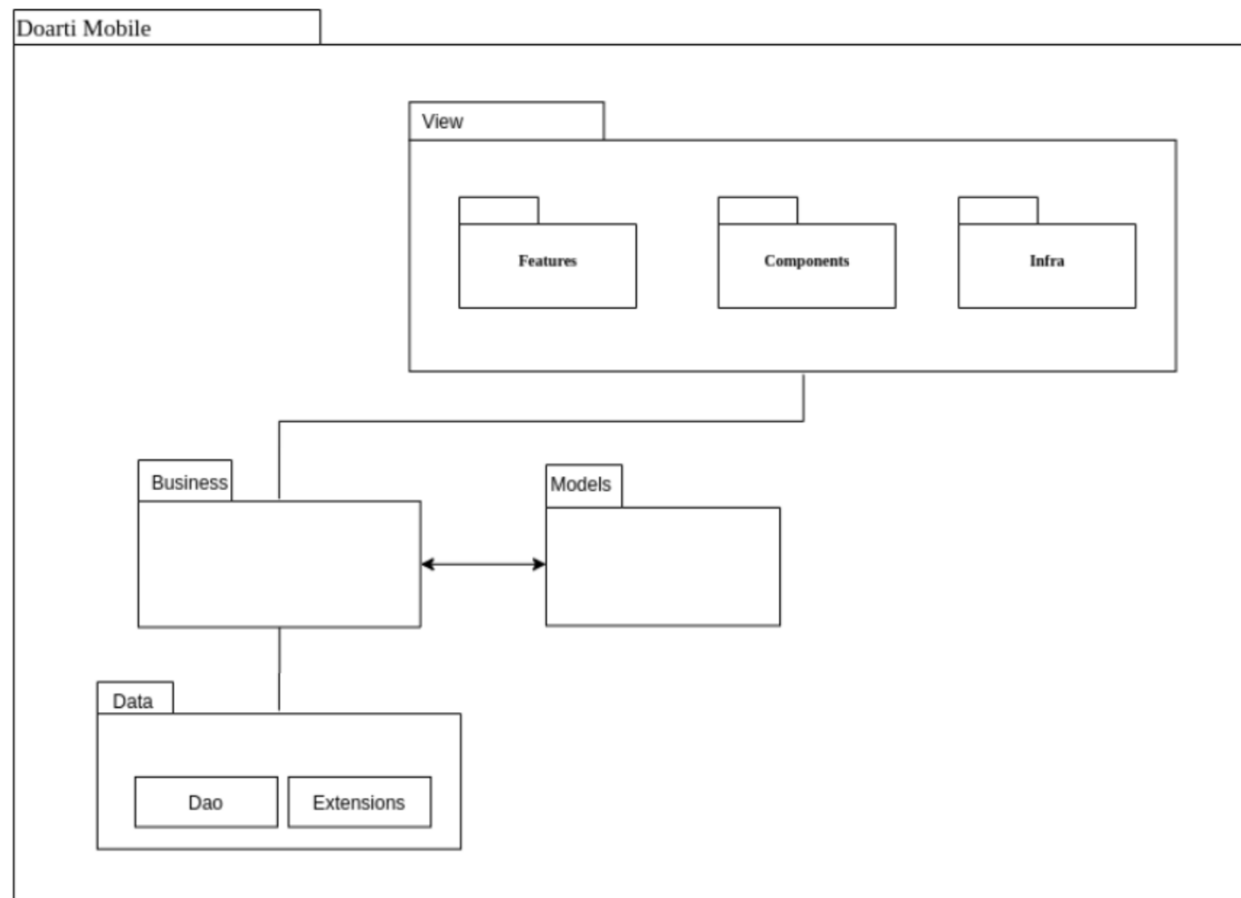 Doarti Mobile
View
Features
Components
Infra
Business
Models
Data
Dao
Extensions